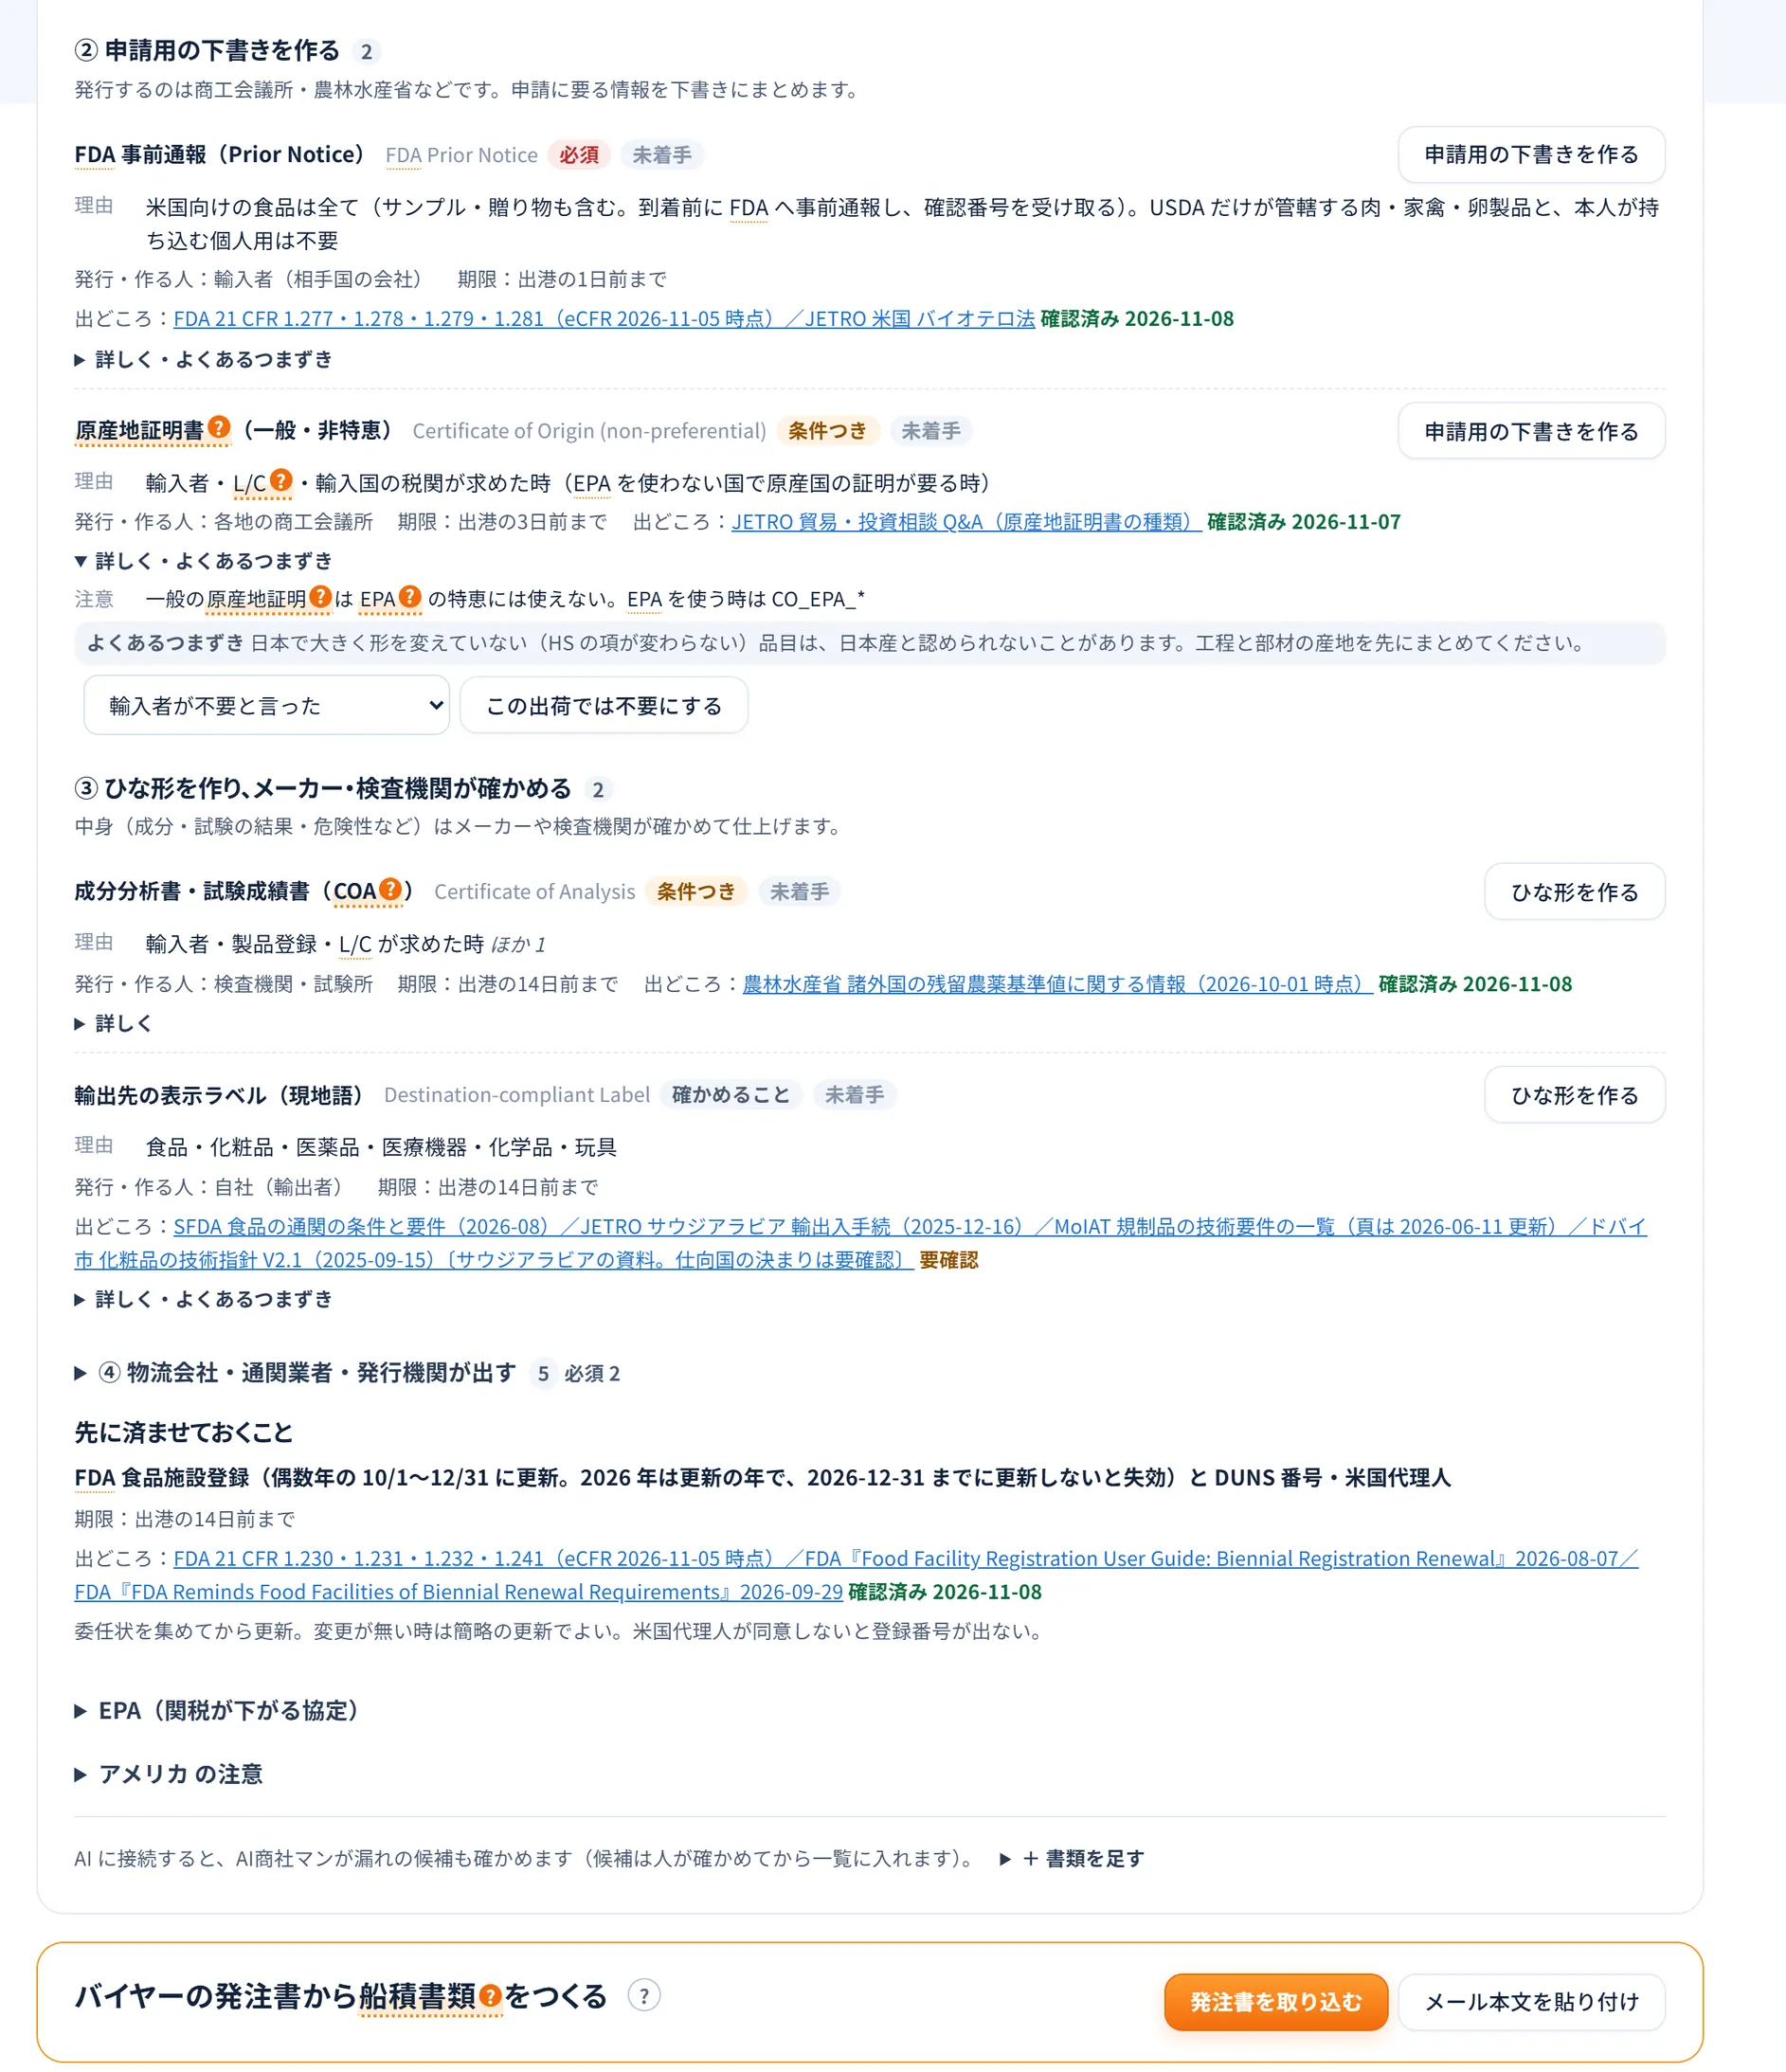 ② 申請用の下書きを作る 2
発行するのは商工会議所・農林水産省などです。申請に要る情報を下書きにまとめます。
FDA 事前通報（Prior Notice） FDA Prior Notice 必須 未着手 申請用の下書きを作る
理由 米国向けの食品は全て（サンプル・贈り物も含む。到着前に FDA へ事前通報し、確認番号を受け取る）。USDA だけが管轄する肉・家禽・卵製品と、本人が持
ち込む個人用は不要
発行・作る人：輸入者（相手国の会社） 期限：出港の1日前まで
出どころ：FDA 21 CFR 1.277・1.278・1.279・1.281（eCFR 2026-11-05 時点）／JETRO 米国 バイオテロ法 確認済み 2026-11-08
▶ 詳しく・よくあるつまずき
原産地証明書?（一般・非特恵） Certificate of Origin (non-preferential) 条件つき 未着手 申請用の下書きを作る
理由 輸入者・L/C?・輸入国の税関が求めた時（EPA を使わない国で原産国の証明が要る時）
発行・作る人：各地の商工会議所 期限：出港の3日前まで 出どころ：JETRO 貿易・投資相談 Q&A（原産地証明書の種類） 確認済み 2026-11-07
▼ 詳しく・よくあるつまずき
注意 一般の原産地証明?は EPA? の特恵には使えない。EPA を使う時は CO_EPA_*
よくあるつまずき 日本で大きく形を変えていない（HS の項が変わらない）品目は、日本産と認められないことがあります。工程と部材の産地を先にまとめてください。
輸入者が不要と言った この出荷では不要にする
③ ひな形を作り、メーカー・検査機関が確かめる 2
中身（成分・試験の結果・危険性など）はメーカーや検査機関が確かめて仕上げます。
成分分析書・試験成績書（COA?） Certificate of Analysis 条件つき 未着手 ひな形を作る
理由 輸入者・製品登録・L/C が求めた時 ほか 1
発行・作る人：検査機関・試験所 期限：出港の14日前まで 出どころ：農林水産省 諸外国の残留農薬基準値に関する情報（2026-10-01 時点） 確認済み 2026-11-08
▶ 詳しく
輸出先の表示ラベル（現地語） Destination-compliant Label 確かめること 未着手 ひな形を作る
理由 食品・化粧品・医薬品・医療機器・化学品・玩具
発行・作る人：自社（輸出者） 期限：出港の14日前まで
出どころ：SFDA 食品の通関の条件と要件（2026-08）／JETRO サウジアラビア 輸出入手続（2025-12-16）／MoIAT 規制品の技術要件の一覧（頁は 2026-06-11 更新）／ドバイ
市 化粧品の技術指針 V2.1（2025-09-15）〔サウジアラビアの資料。仕向国の決まりは要確認〕 要確認
▶ 詳しく・よくあるつまずき
▶ ④ 物流会社・通関業者・発行機関が出す 5 必須 2
先に済ませておくこと
FDA 食品施設登録（偶数年の 10/1〜12/31 に更新。2026 年は更新の年で、2026-12-31 までに更新しないと失効）と DUNS 番号・米国代理人
期限：出港の14日前まで
出どころ：FDA 21 CFR 1.230・1.231・1.232・1.241（eCFR 2026-11-05 時点）／FDA『Food Facility Registration User Guide: Biennial Registration Renewal』2026-08-07／
FDA『FDA Reminds Food Facilities of Biennial Renewal Requirements』2026-09-29 確認済み 2026-11-08
委任状を集めてから更新。変更が無い時は簡略の更新でよい。米国代理人が同意しないと登録番号が出ない。
▶ EPA（関税が下がる協定）
▶ アメリカ の注意
AI に接続すると、AI商社マンが漏れの候補も確かめます（候補は人が確かめてから一覧に入れます）。 ▶ ＋ 書類を足す
バイヤーの発注書から船積書類?をつくる ? 発注書を取り込む メール本文を貼り付け